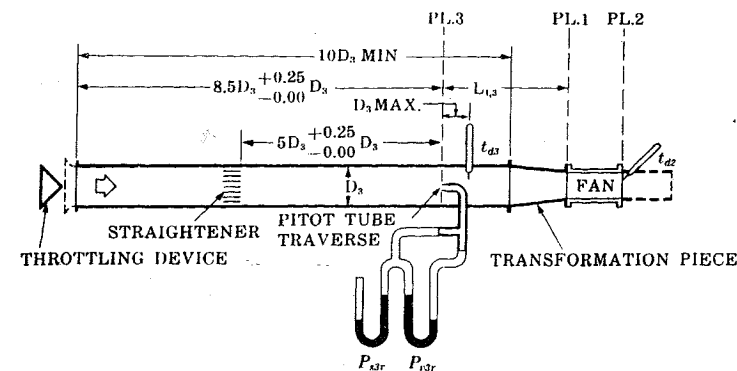 PL.3 PL.1 PL.2
10D₃ MIN
8.5D₃ +0.25 -0.00 D₃
L₁,₃
D₃ MAX.
5D₃ +0.25 -0.00 D₃
t_d3
t_d2
D₃
FAN
PITOT TUBE
TRAVERSE
STRAIGHTENER
THROTTLING DEVICE
TRANSFORMATION PIECE
P_s3r P_v3r